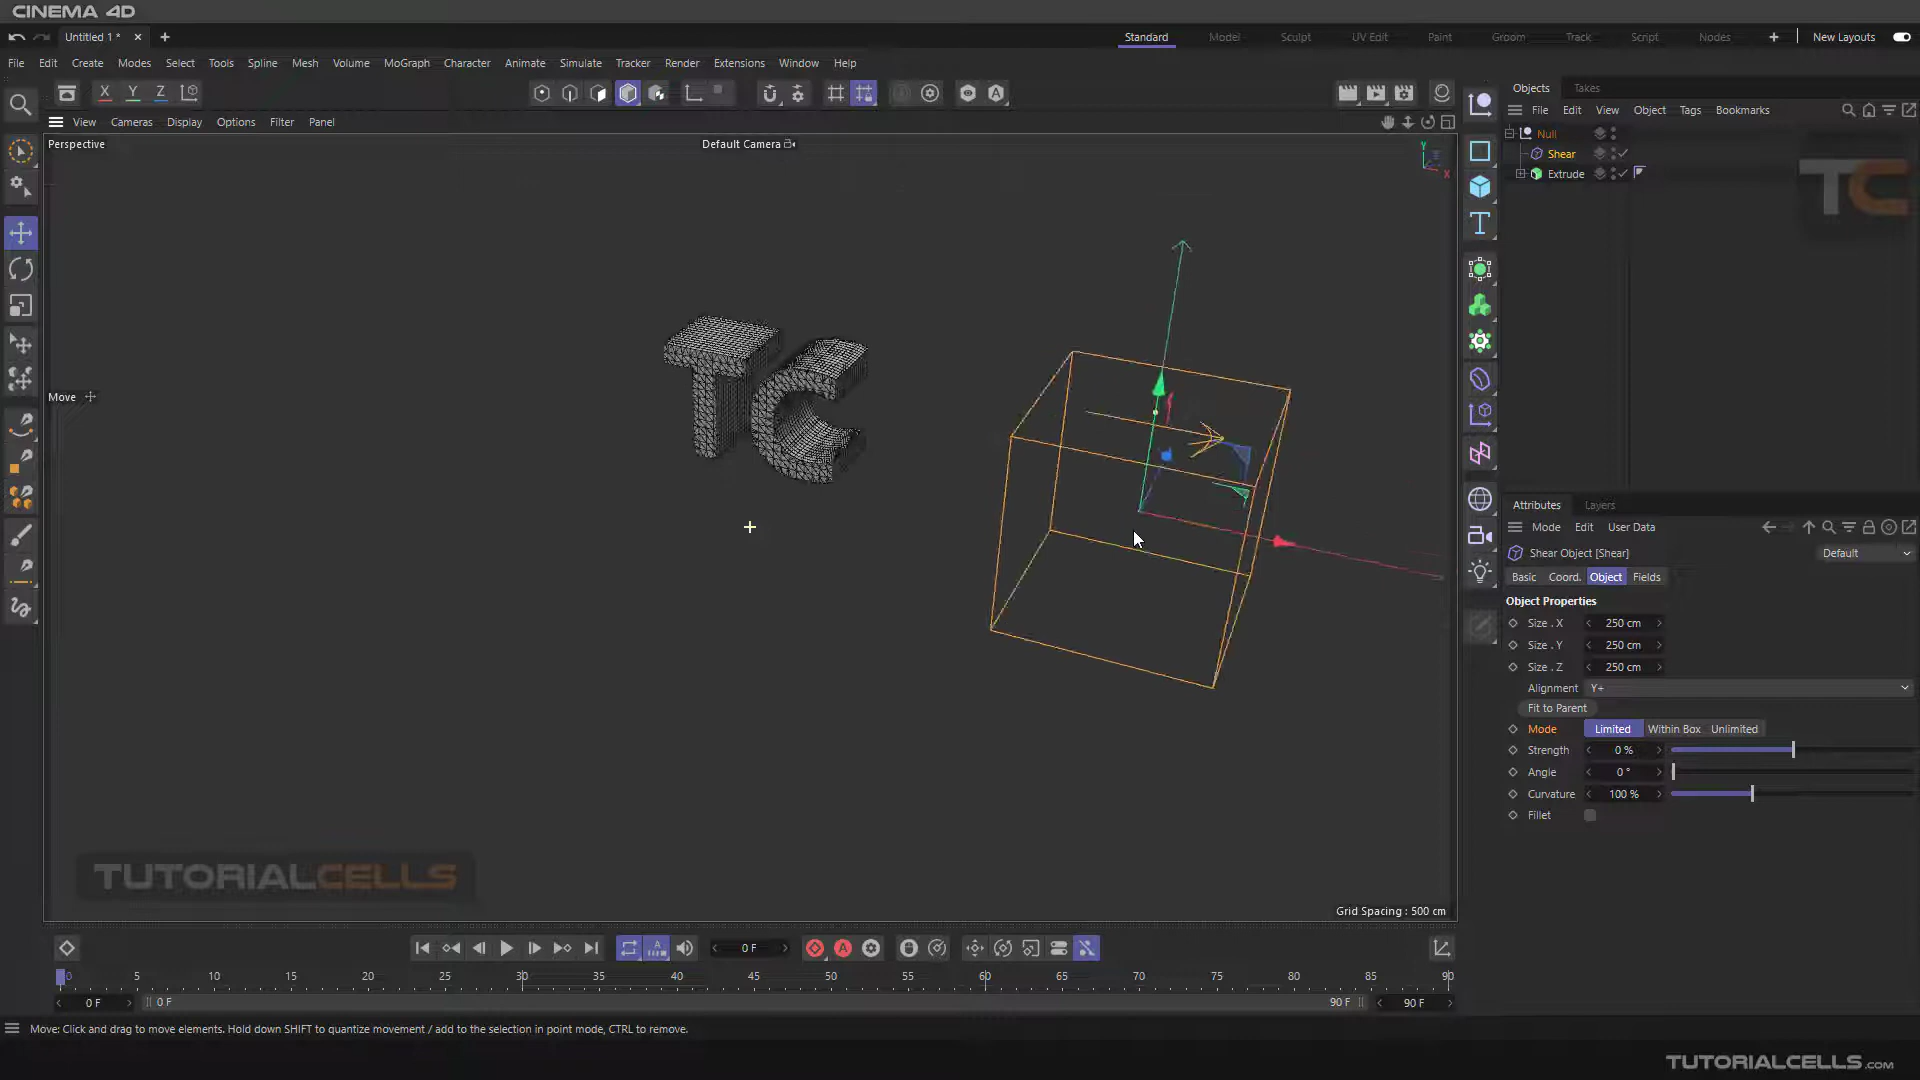 CINEMA 4D
Untitled 1 *
Standard Model Sculpt UV Edit Paint Groom Track Script Nodes New Layouts
File Edit Create Modes Select Tools Spline Mesh Volume MoGraph Character Animate Simulate Tracker Render Extensions Window Help
X Y Z
View Cameras Display Options Filter Panel
Perspective
Default Camera
Y
X
Move
TC
Grid Spacing : 500 cm
TUTORIALCELLS
Objects Takes
File Edit View Object Tags Bookmarks
Null
Shear
Extrude
TC
Attributes Layers
Mode Edit User Data
Shear Object [Shear]
Default
Basic Coord. Object Fields
Object Properties
Size . X 250 cm
Size . Y 250 cm
Size . Z 250 cm
Alignment Y+
Fit to Parent
Mode Limited Within Box Unlimited
Strength 0 %
Angle 0 °
Curvature 100 %
Fillet
0 F
0 5 10 15 20 25 30 35 40 45 50 55 60 65 70 75 80 85 90
0 F 0 F 90 F 90 F
Move: Click and drag to move elements. Hold down SHIFT to quantize movement / add to the selection in point mode, CTRL to remove.
TUTORIALCELLS.COM